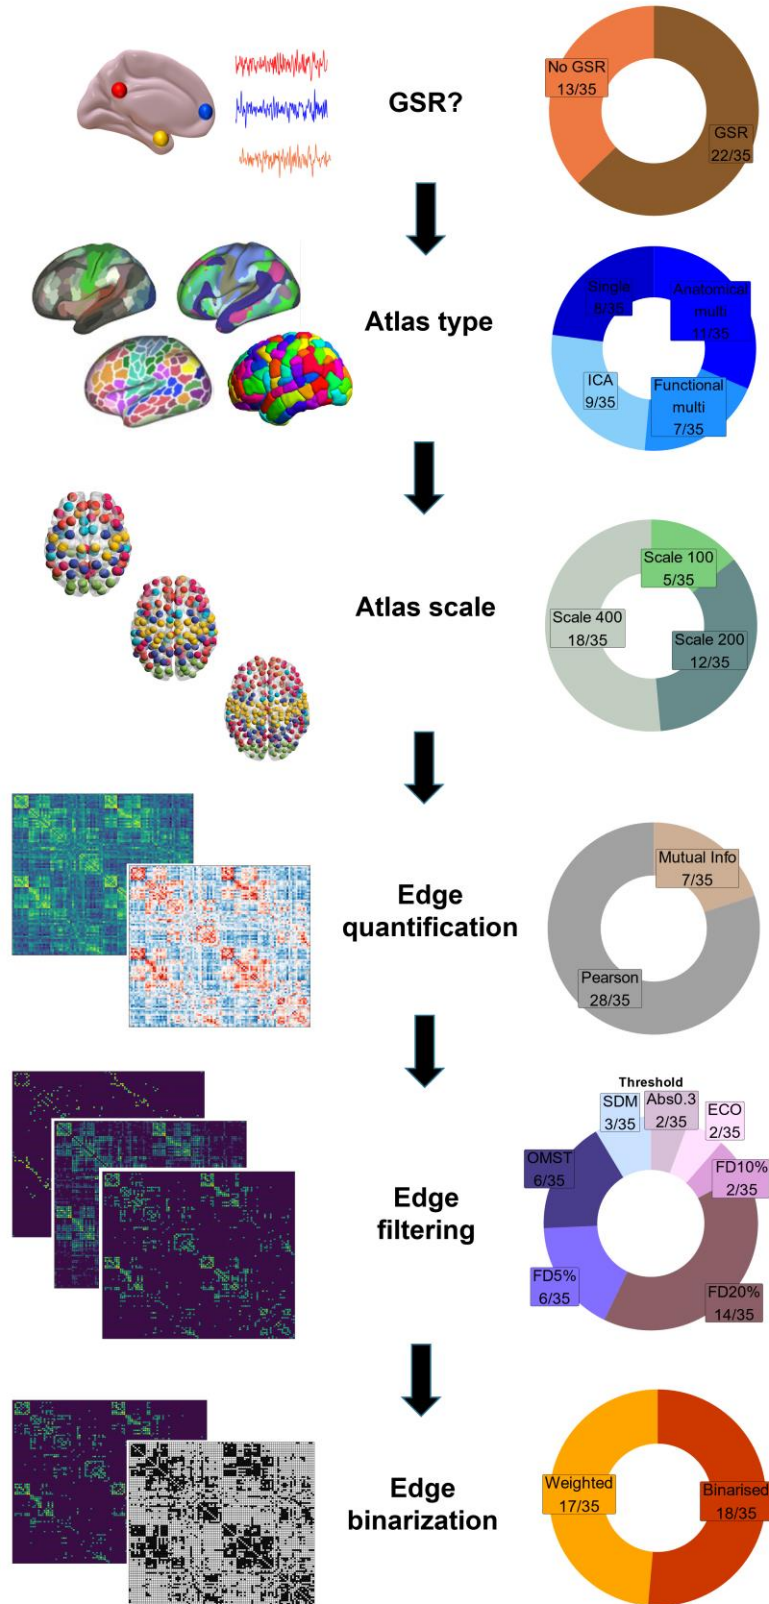 GSR?
No GSR
13/35
GSR
22/35
Atlas type
Single
8/35
Anatomical
multi
11/35
ICA
9/35
Functional
multi
7/35
Atlas scale
Scale 100
5/35
Scale 400
18/35
Scale 200
12/35
Edge
quantification
Mutual Info
7/35
Pearson
28/35
Edge
filtering
Threshold
SDM
3/35
Abs0.3
2/35
ECO
2/35
OMST
6/35
FD10%
2/35
FD5%
6/35
FD20%
14/35
Edge
binarization
Weighted
17/35
Binarised
18/35